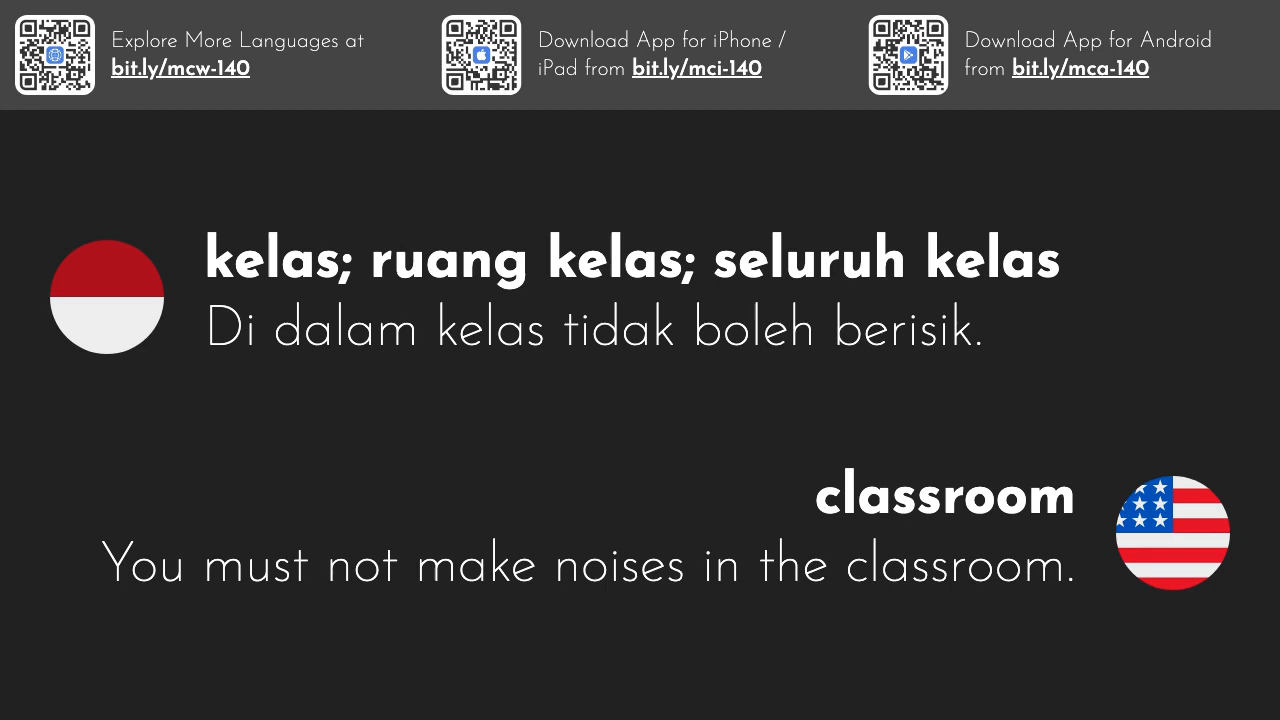 Explore More Languages at
bit.ly/mcw-140
Download App for iPhone /
iPad from bit.ly/mci-140
Download App for Android
from bit.ly/mca-140
kelas; ruang kelas; seluruh kelas
Di dalam kelas tidak boleh berisik.
classroom
You must not make noises in the classroom.